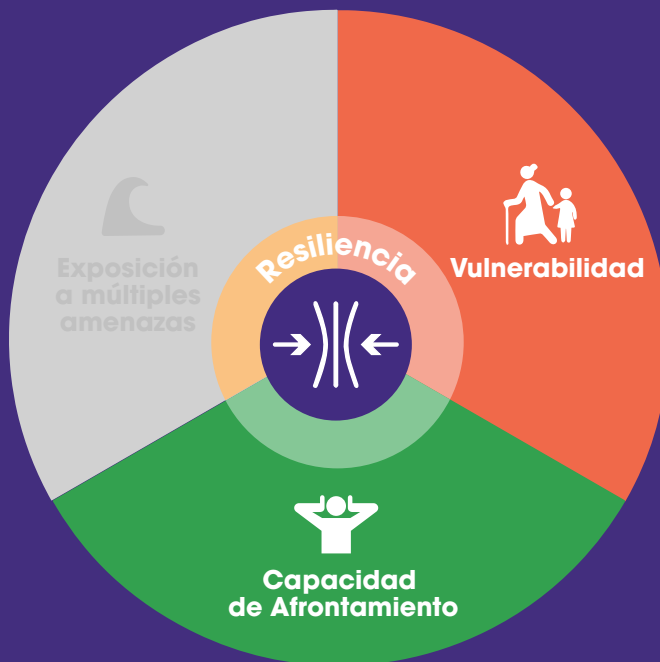 Resiliencia
Exposición
a múltiples
amenazas
Vulnerabilidad
Capacidad
de Afrontamiento